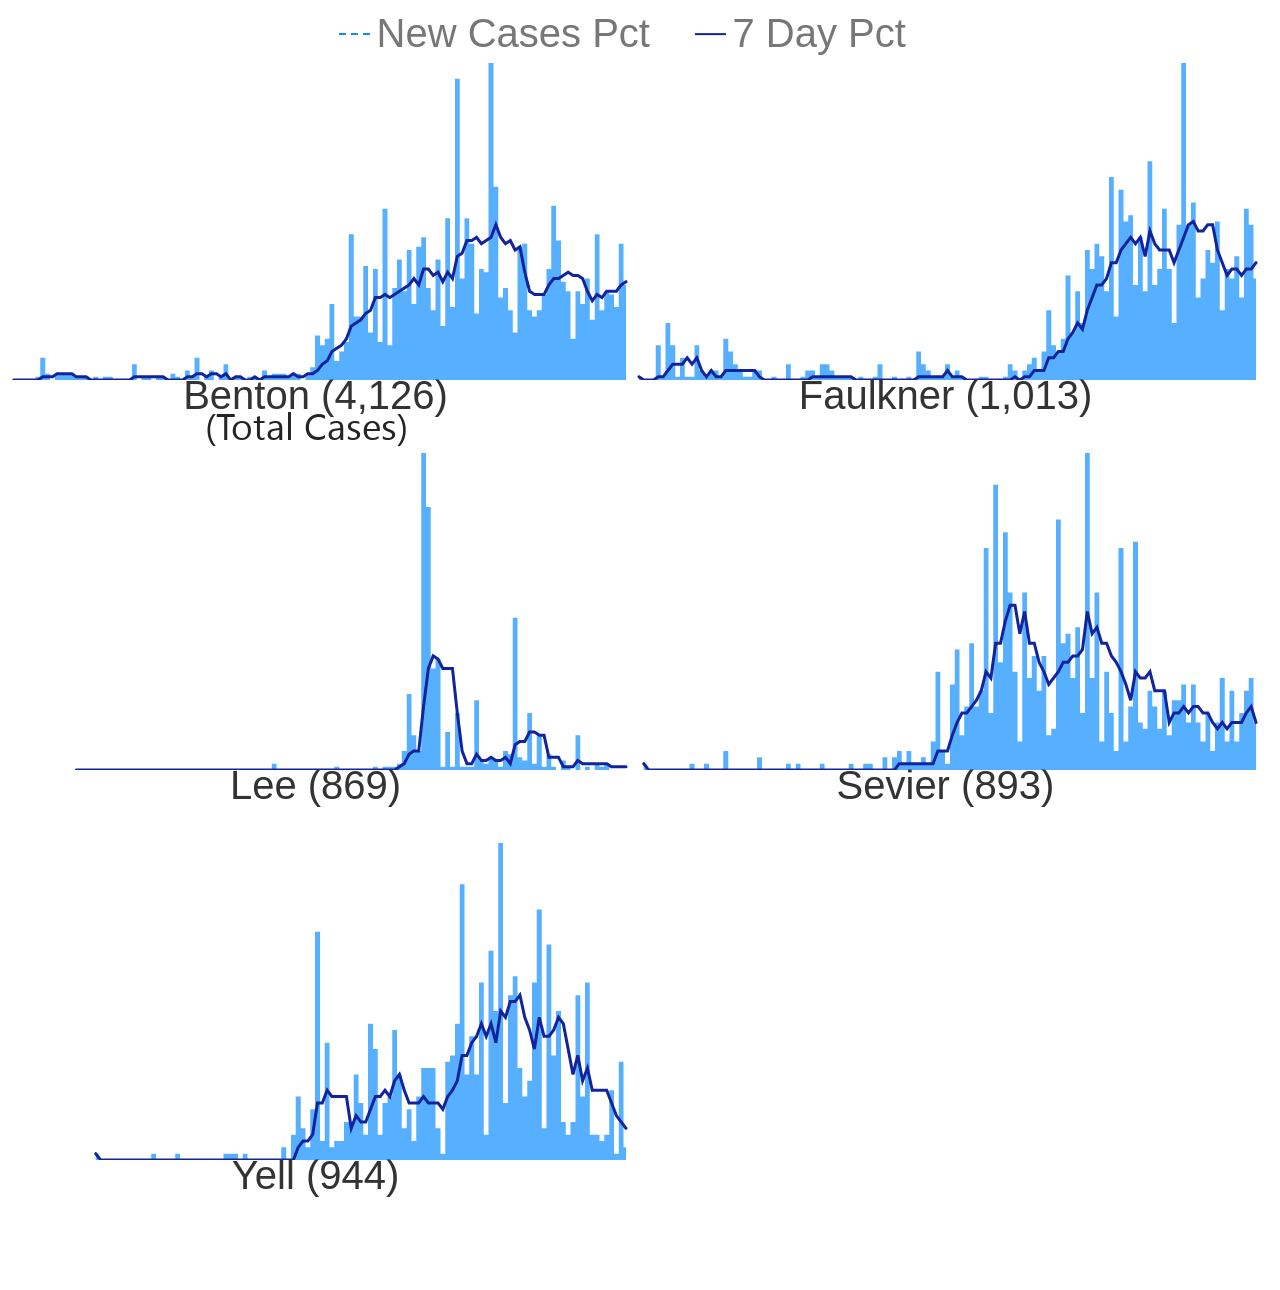 New Cases Pct 7 Day Pct
Benton (4,126)
(Total Cases)
Faulkner (1,013)
Lee (869)
Sevier (893)
Yell (944)